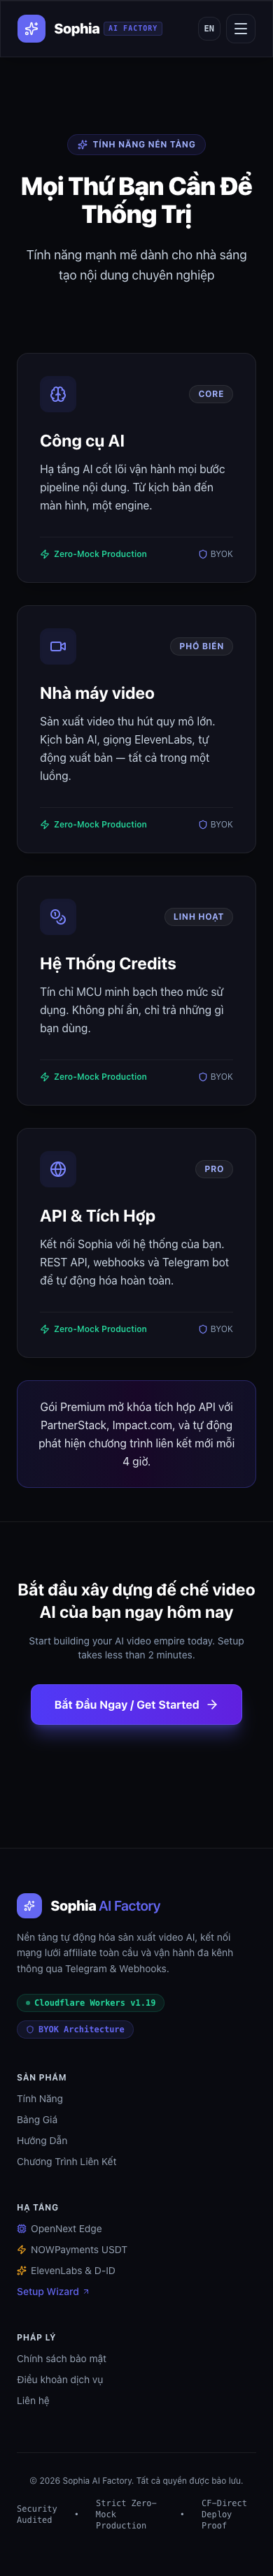 Sophia AI FACTORY EN
TÍNH NĂNG NỀN TẢNG
Mọi Thứ Bạn Cần Để
Thống Trị
Tính năng mạnh mẽ dành cho nhà sáng
tạo nội dung chuyên nghiệp
CORE
Công cụ AI
Hạ tầng AI cốt lõi vận hành mọi bước
pipeline nội dung. Từ kịch bản đến
màn hình, một engine.
Zero-Mock Production BYOK
PHỔ BIẾN
Nhà máy video
Sản xuất video thu hút quy mô lớn.
Kịch bản AI, giọng ElevenLabs, tự
động xuất bản — tất cả trong một
luồng.
Zero-Mock Production BYOK
LINH HOẠT
Hệ Thống Credits
Tín chỉ MCU minh bạch theo mức sử
dụng. Không phí ẩn, chỉ trả những gì
bạn dùng.
Zero-Mock Production BYOK
PRO
API & Tích Hợp
Kết nối Sophia với hệ thống của bạn.
REST API, webhooks và Telegram bot
để tự động hóa hoàn toàn.
Zero-Mock Production BYOK
Gói Premium mở khóa tích hợp API với
PartnerStack, Impact.com, và tự động
phát hiện chương trình liên kết mới mỗi
4 giờ.
Bắt đầu xây dựng đế chế video
AI của bạn ngay hôm nay
Start building your AI video empire today. Setup
takes less than 2 minutes.
Bắt Đầu Ngay / Get Started →
Sophia AI Factory
Nền tảng tự động hóa sản xuất video AI, kết nối
mạng lưới affiliate toàn cầu và vận hành đa kênh
thông qua Telegram & Webhooks.
Cloudflare Workers v1.19
BYOK Architecture
SẢN PHẨM
Tính Năng
Bảng Giá
Hướng Dẫn
Chương Trình Liên Kết
HẠ TẦNG
OpenNext Edge
NOWPayments USDT
ElevenLabs & D-ID
Setup Wizard ↗
PHÁP LÝ
Chính sách bảo mật
Điều khoản dịch vụ
Liên hệ
© 2026 Sophia AI Factory. Tất cả quyền được bảo lưu.
Security Audited • Strict Zero-Mock Production • CF-Direct Deploy Proof